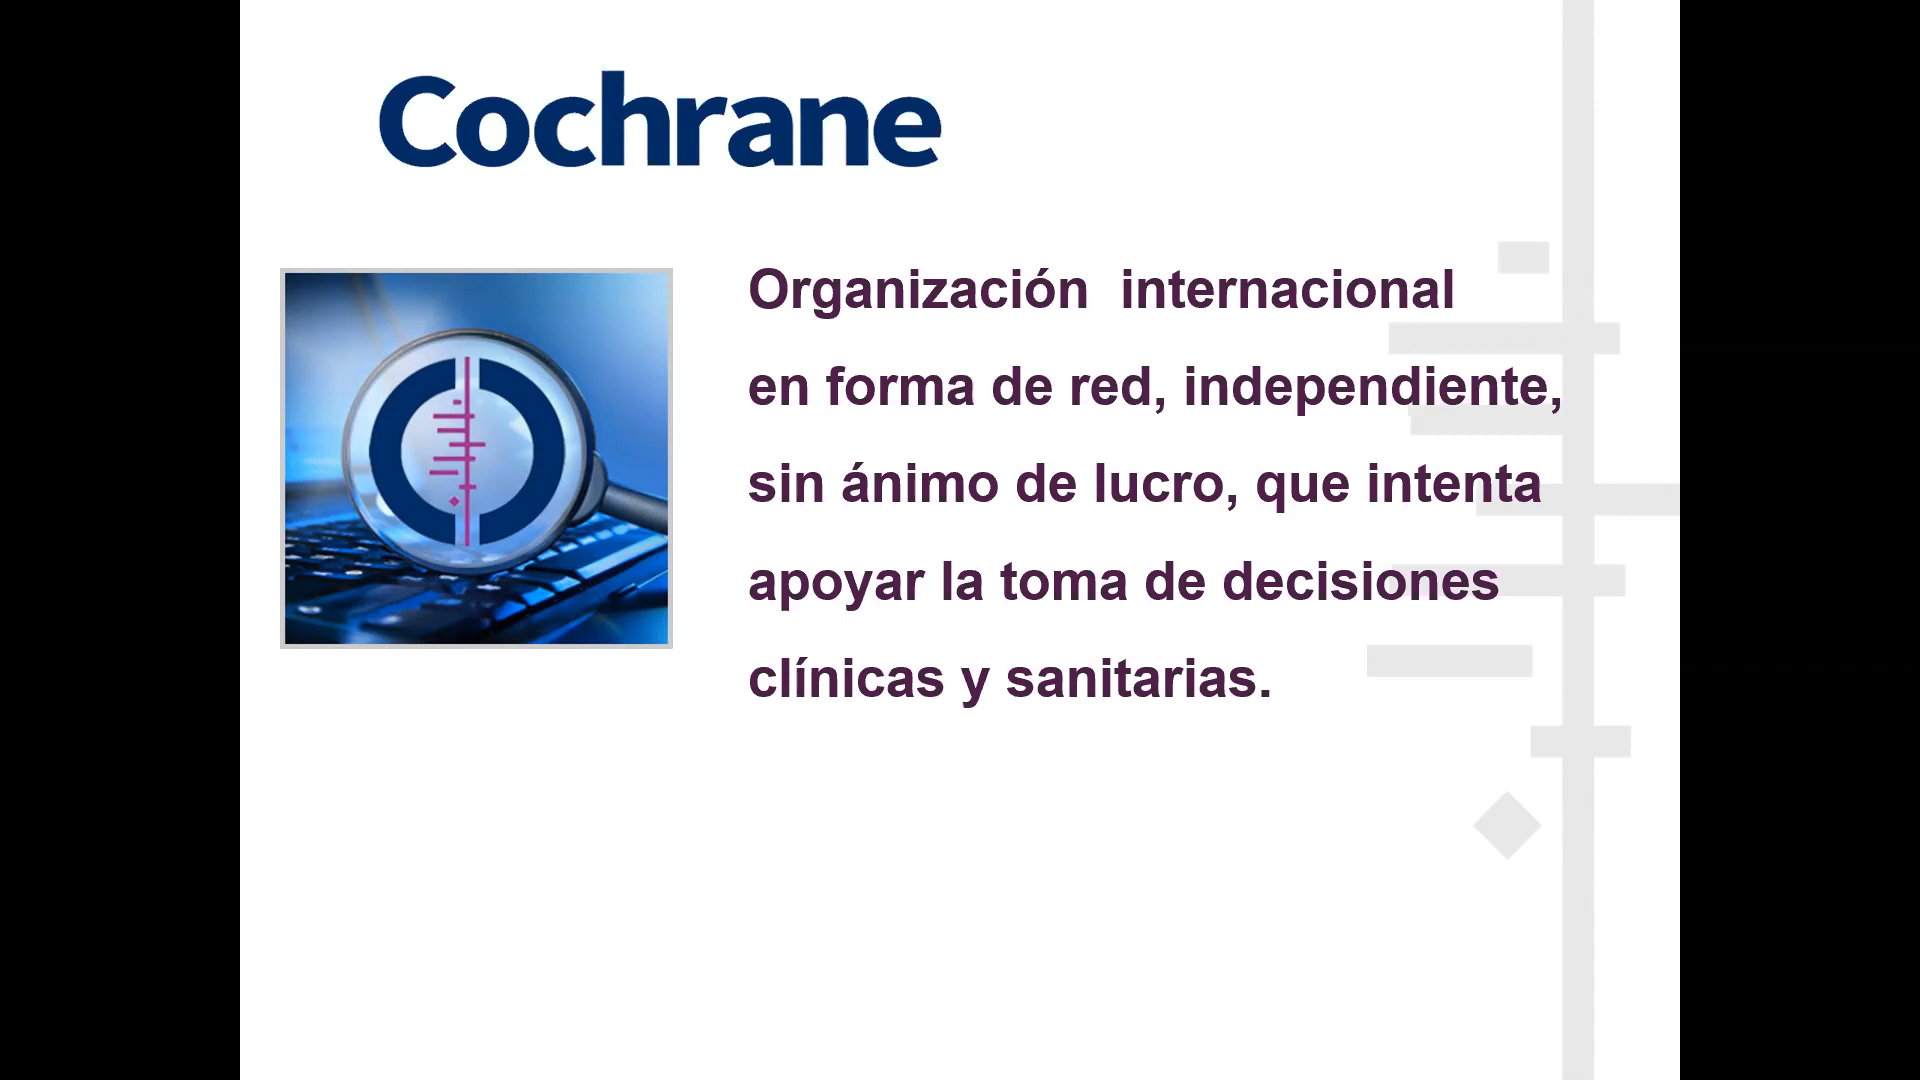 Cochrane
Organización  internacional
en forma de red, independiente,
sin ánimo de lucro, que intenta
apoyar la toma de decisiones
clínicas y sanitarias.